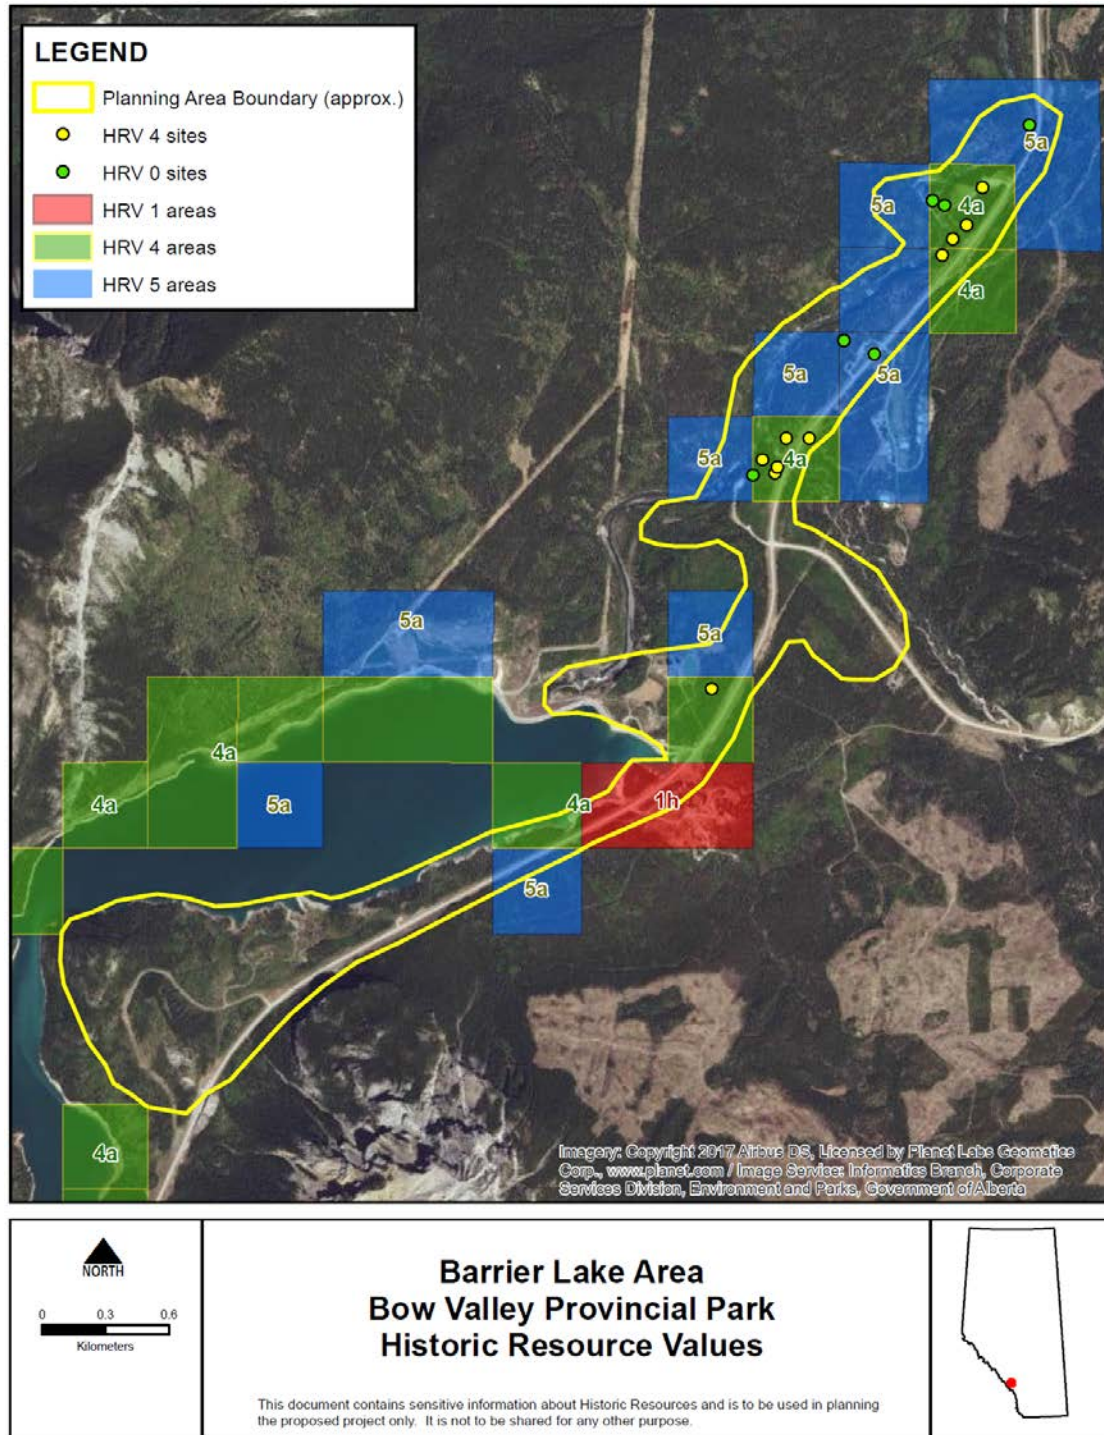 LEGEND
Planning Area Boundary (approx.)
HRV 4 sites
HRV 0 sites
HRV 1 areas
HRV 4 areas
HRV 5 areas
5a
5a
4a
4a
5a
5a
5a
4a
5a
5a
4a
4a
5a
4a
1h
5a
4a
Imagery: Copyright 2017 Airbus DS, Licensed by Planet Labs Geomatics
Corp., www.planet.com / Image Service: Informatics Branch, Corporate
Services Division, Environment and Parks, Government of Alberta
NORTH
0 0.3 0.6
Kilometers
Barrier Lake Area
Bow Valley Provincial Park
Historic Resource Values
This document contains sensitive information about Historic Resources and is to be used in planning
the proposed project only. It is not to be shared for any other purpose.